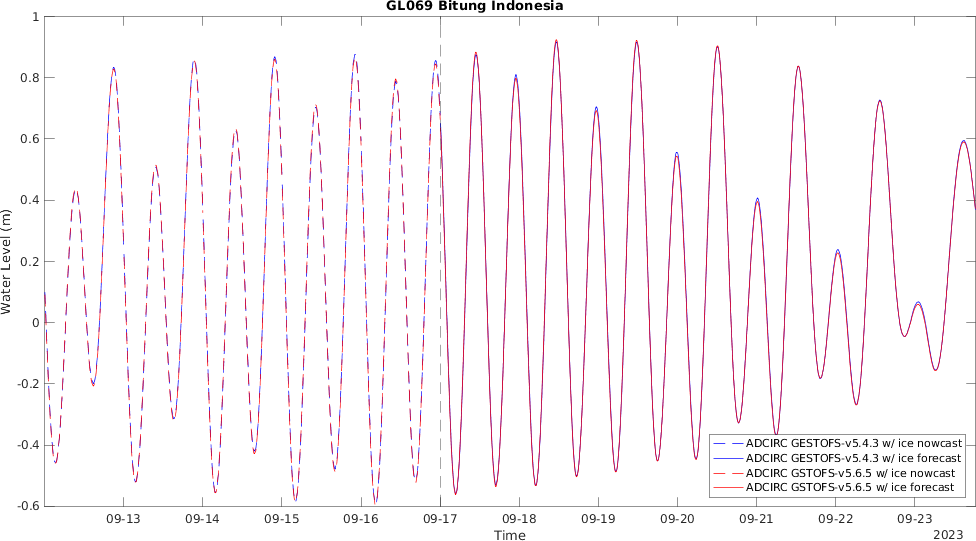 GL069 Bitung Indonesia
1
0.8
0.6
0.4
0.2
0
-0.2
-0.4
-0.6
Water Level (m)
09-13 09-14 09-15 09-16 09-17 09-18 09-19 09-20 09-21 09-22 09-23
Time
2023
ADCIRC GESTOFS-v5.4.3 w/ ice nowcast
ADCIRC GESTOFS-v5.4.3 w/ ice forecast
ADCIRC GSTOFS-v5.6.5 w/ ice nowcast
ADCIRC GSTOFS-v5.6.5 w/ ice forecast